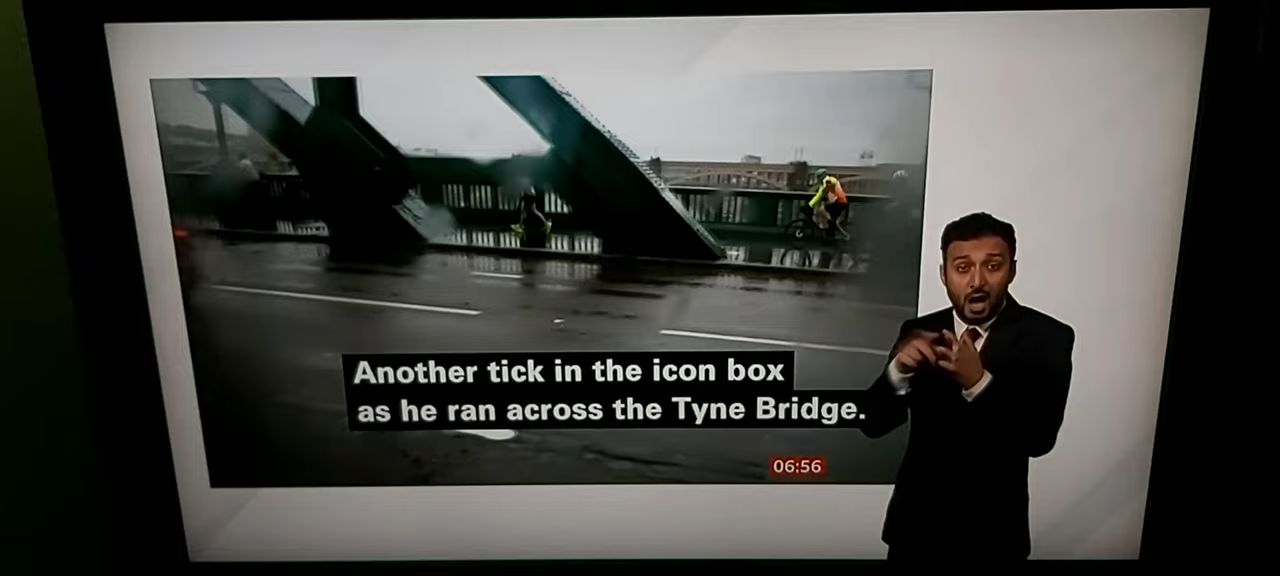 Another tick in the icon box
as he ran across the Tyne Bridge.
06:56